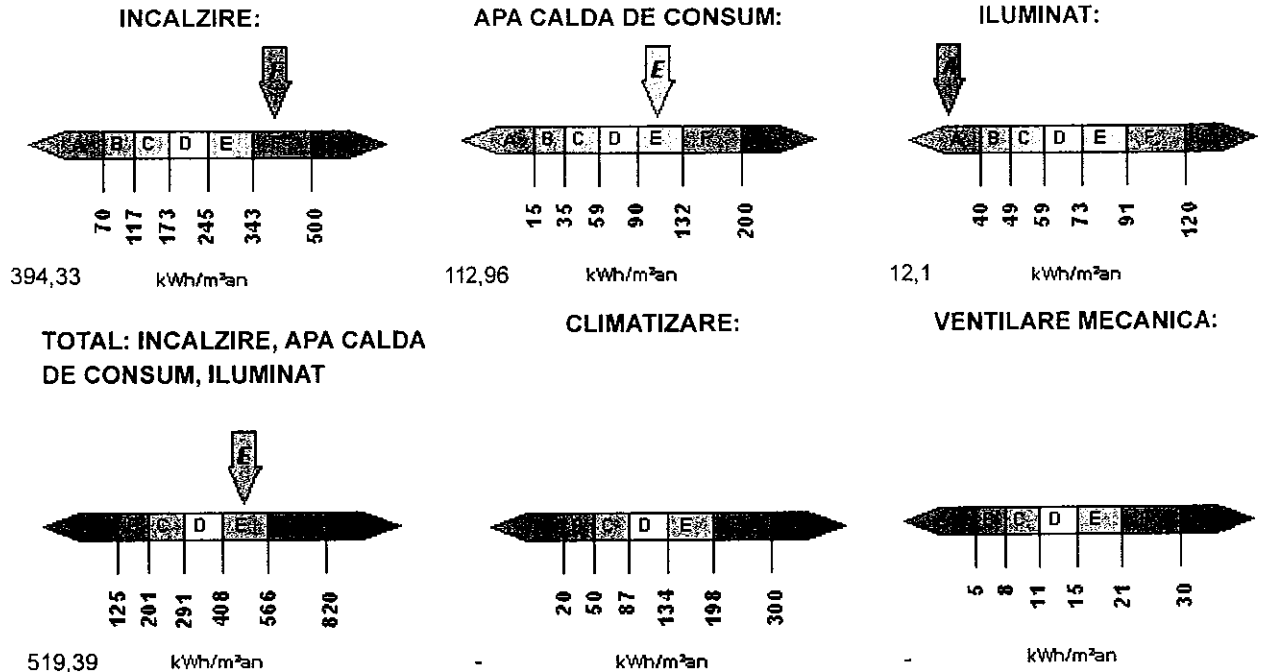 INCALZIRE:
F
A B C D E F
70 117 173 245 343 500
394,33 kWh/m²an
APA CALDA DE CONSUM:
E
A B C D E F
15 35 59 90 132 200
112,96 kWh/m²an
ILUMINAT:
A
A B C D E F
40 49 59 73 91 120
12,1 kWh/m²an
TOTAL: INCALZIRE, APA CALDA
DE CONSUM, ILUMINAT
E
C D E
125 201 291 408 566 820
519,39 kWh/m²an
CLIMATIZARE:
C D E
20 50 87 134 198 300
- kWh/m²an
VENTILARE MECANICA:
B C D E
5 8 11 15 21 30
- kWh/m²an